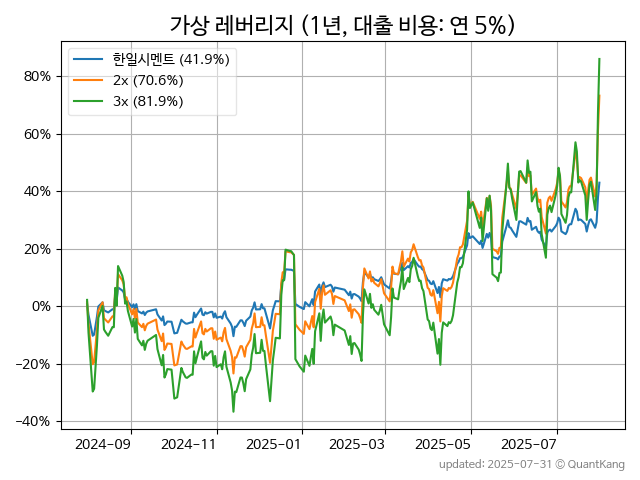 가상 레버리지 (1년, 대출 비용: 연 5%)
한일시멘트 (41.9%)
2x (70.6%)
3x (81.9%)
80%
60%
40%
20%
0%
−20%
−40%
2024-09
2024-11
2025-01
2025-03
2025-05
2025-07
updated: 2025-07-31 © QuantKang